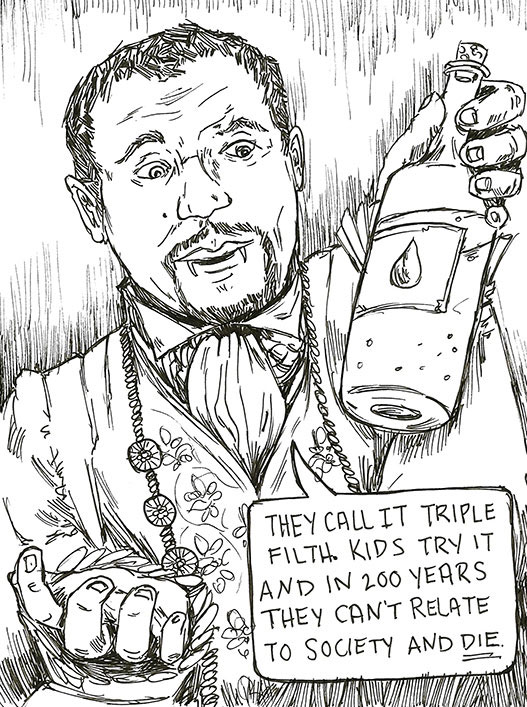 THEY CALL IT TRIPLE
FILTH. KIDS TRY IT
AND IN 200 YEARS
THEY CAN'T RELATE
TO SOCIETY AND DIE.